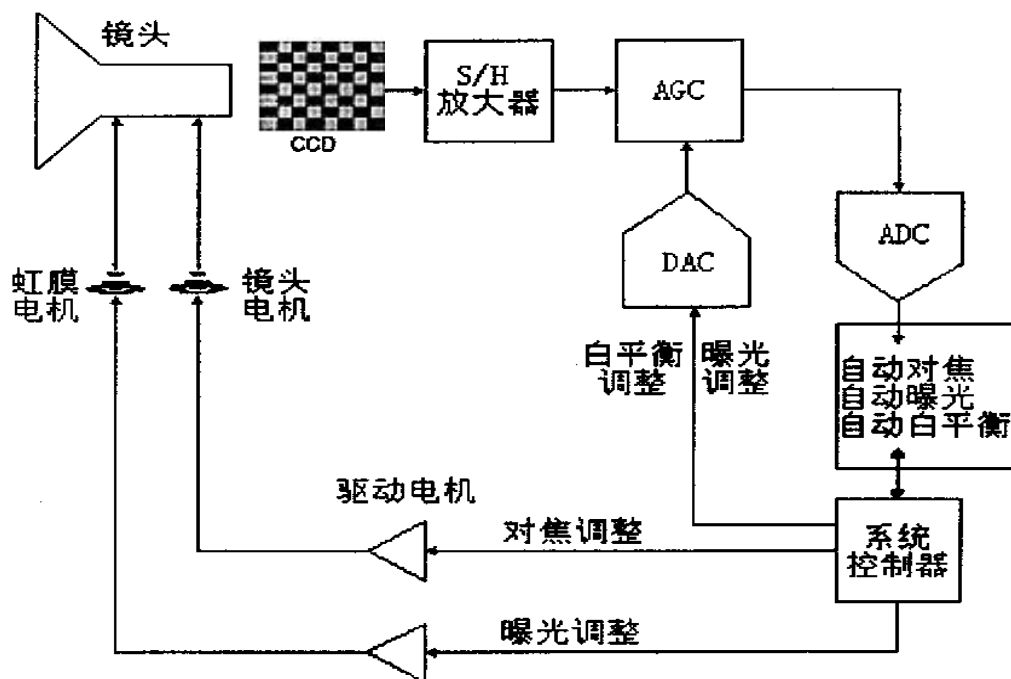 镜头
CCD
S/H
放大器
AGC
DAC
ADC
虹膜
电机
镜头
电机
白平衡
调整
曝光
调整
自动对焦
自动曝光
自动白平衡
驱动电机
对焦调整
系统
控制器
曝光调整